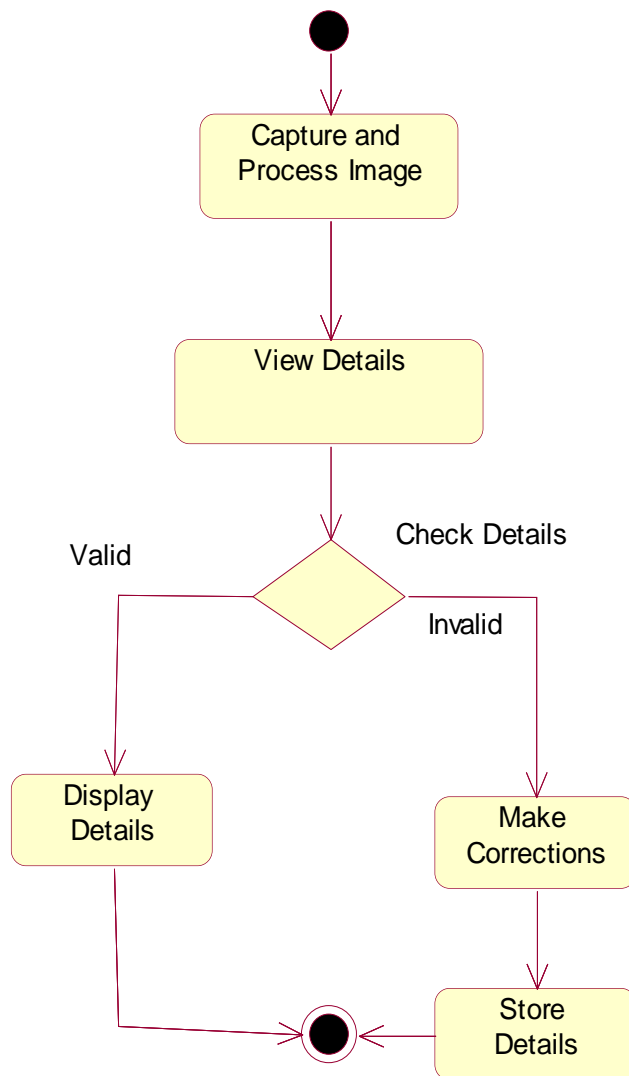 Capture and
Process Image
View Details
Check Details
Valid
Invalid
Display
Details
Make
Corrections
Store
Details